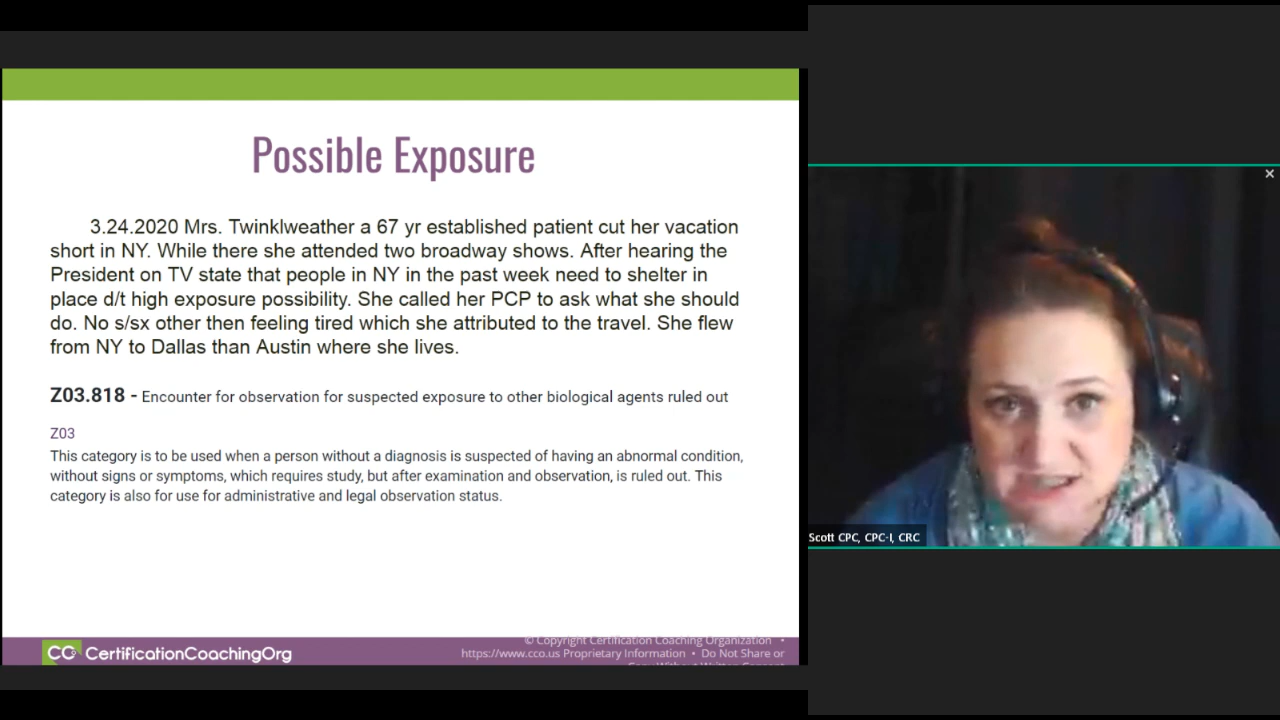 Possible Exposure
3.24.2020 Mrs. Twinklweather a 67 yr established patient cut her vacation
short in NY. While there she attended two broadway shows. After hearing the
President on TV state that people in NY in the past week need to shelter in
place d/t high exposure possibility. She called her PCP to ask what she should
do. No s/sx other then feeling tired which she attributed to the travel. She flew
from NY to Dallas than Austin where she lives.
Z03.818 - Encounter for observation for suspected exposure to other biological agents ruled out
Z03
This category is to be used when a person without a diagnosis is suspected of having an abnormal condition,
without signs or symptoms, which requires study, but after examination and observation, is ruled out. This
category is also for use for administrative and legal observation status.
Scott CPC, CPC-I, CRC
CO CertificationCoachingOrg
© Copyright Certification Coaching Organization •
https://www.cco.us Proprietary Information • Do Not Share or
Copy Without Written Consent